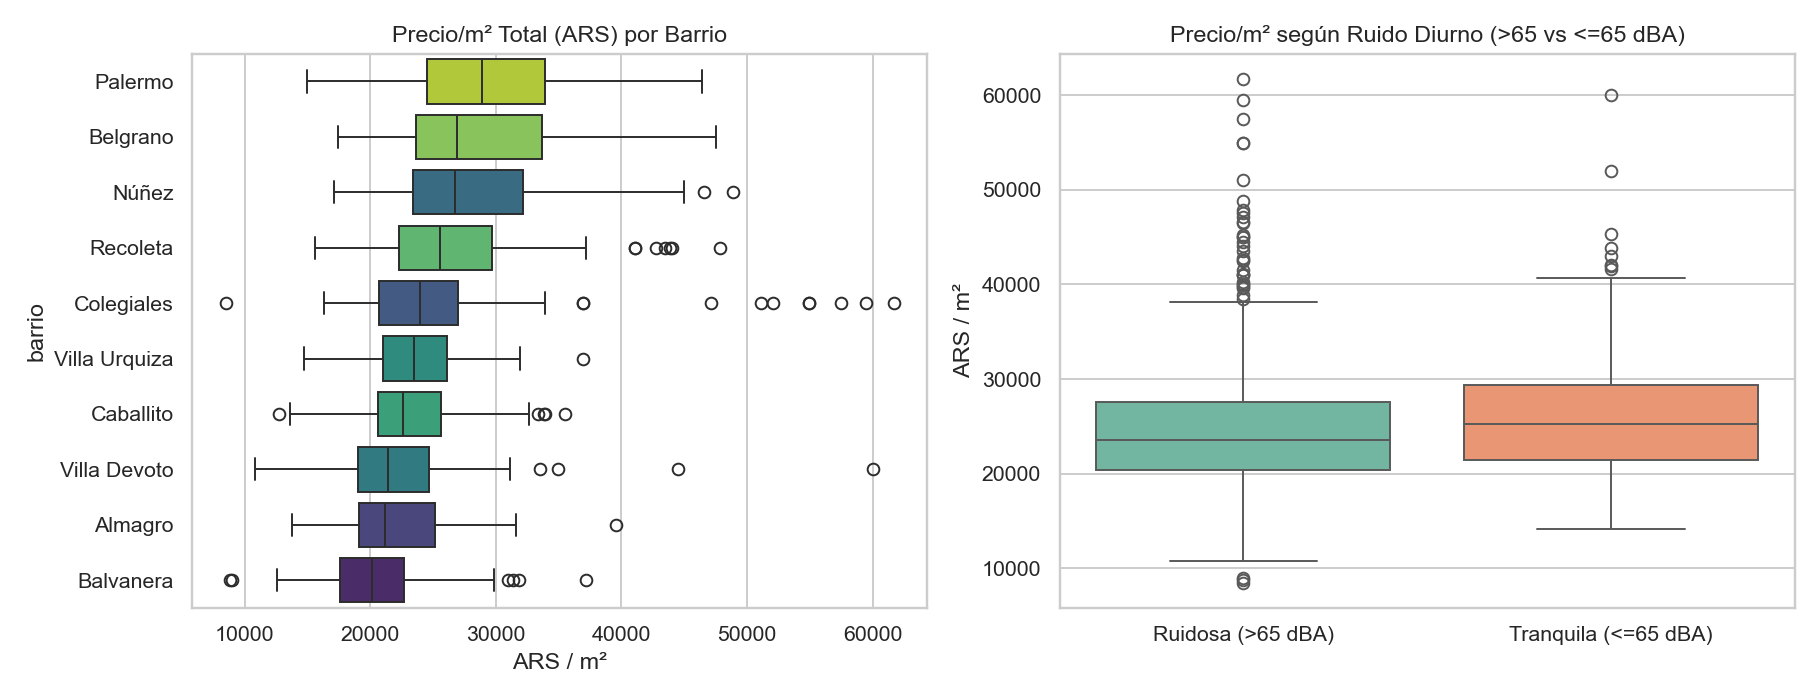 Precio/m² Total (ARS) por Barrio
barrio
Palermo
Belgrano
Núñez
Recoleta
Colegiales
Villa Urquiza
Caballito
Villa Devoto
Almagro
Balvanera
10000 20000 30000 40000 50000 60000
ARS / m²
Precio/m² según Ruido Diurno (>65 vs <=65 dBA)
ARS / m²
60000
50000
40000
30000
20000
10000
Ruidosa (>65 dBA) Tranquila (<=65 dBA)